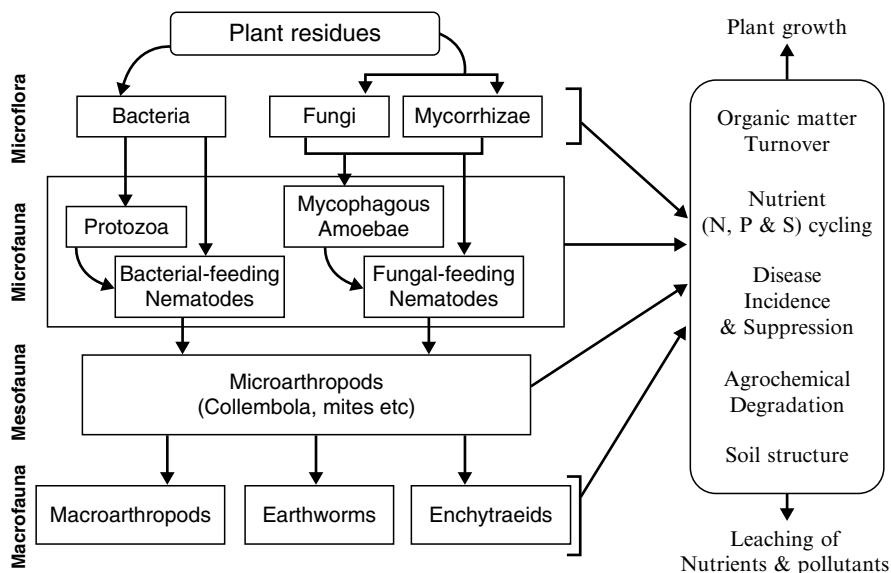 Plant residues
Plant growth
Microflora
Bacteria
Fungi
Mycorrhizae
Organic matter
Turnover
Microfauna
Protozoa
Mycophagous
Amoebae
Nutrient
(N, P & S) cycling
Bacterial-feeding
Nematodes
Fungal-feeding
Nematodes
Disease
Incidence
& Suppression
Mesofauna
Microarthropods
(Collembola, mites etc)
Agrochemical
Degradation
Soil structure
Macrofauna
Macroarthropods
Earthworms
Enchytraeids
Leaching of
Nutrients & pollutants